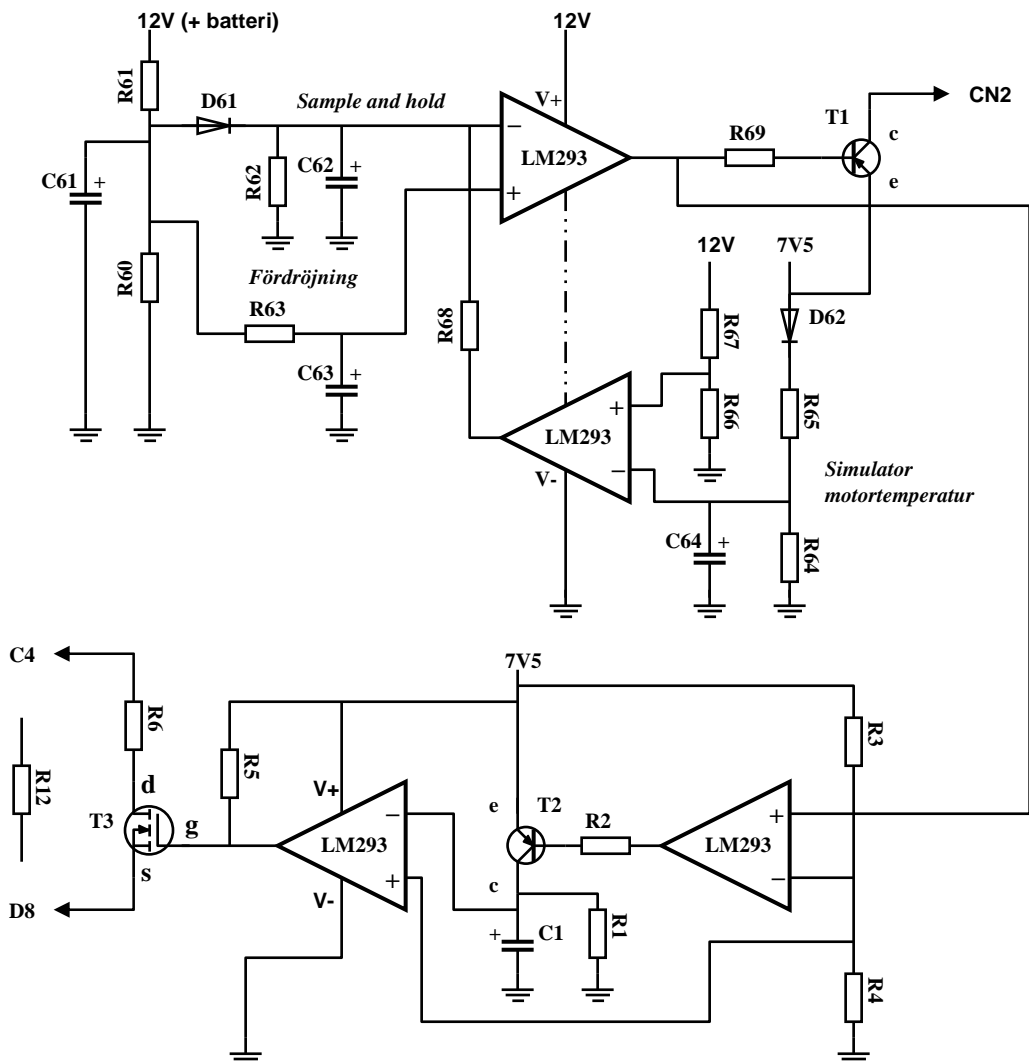 12V (+ batteri)
12V
R61
D61
Sample and hold
V+
CN2
T1
c
R69
LM293
−
+
e
C61
+
R62
C62
+
12V
7V5
R60
Fördröjning
R63
R68
R67
D62
C63
+
R66
R65
+
LM293
−
V-
Simulator
motortemperatur
C64
+
R64
C4
7V5
R6
R3
R5
R12
d
V+
e
T2
T3
g
−
R2
+
LM293
LM293
s
+
c
−
V-
D8
+
C1
R1
R4